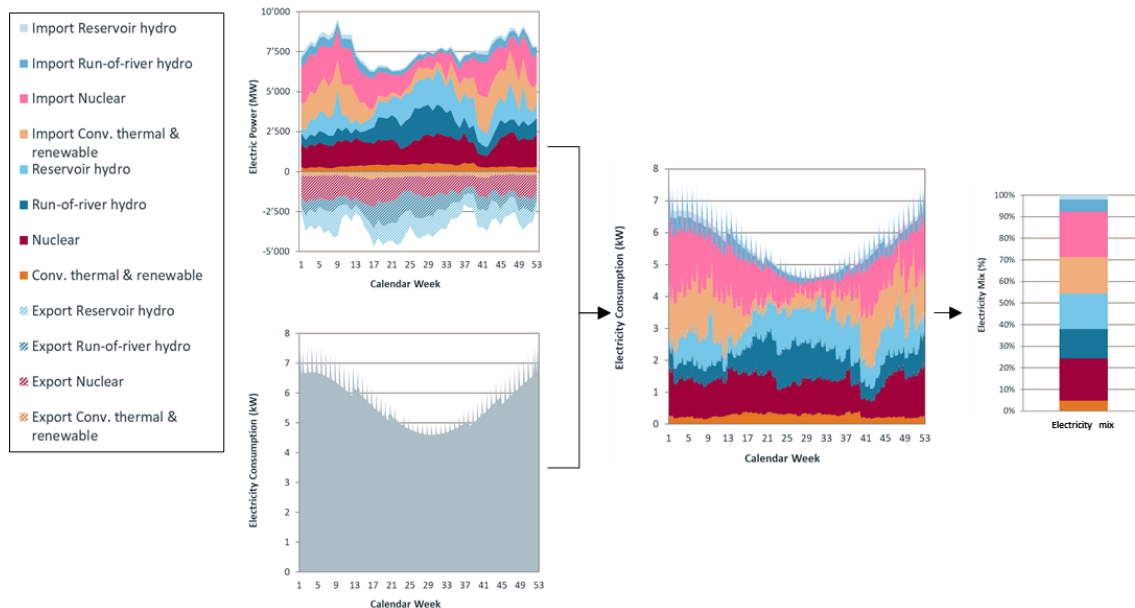 Import Reservoir hydro
Import Run-of-river hydro
Import Nuclear
Import Conv. thermal &
renewable
Reservoir hydro
Run-of-river hydro
Nuclear
Conv. thermal & renewable
Export Reservoir hydro
Export Run-of-river hydro
Export Nuclear
Export Conv. thermal &
renewable
Electric Power (MW)
10'000
7'500
5'000
2'500
0
-2'500
-5'000
1 5 9 13 17 21 25 29 33 37 41 45 49 53
Calendar Week
Electricity Consumption (kW)
8
7
6
5
4
3
2
1
0
1 5 9 13 17 21 25 29 33 37 41 45 49 53
Calendar Week
Electricity Consumption (kW)
8
7
6
5
4
3
2
1
0
1 5 9 13 17 21 25 29 33 37 41 45 49 53
Calendar Week
Electricity Mix (%)
100%
90%
80%
70%
60%
50%
40%
30%
20%
10%
0%
Electricity mix